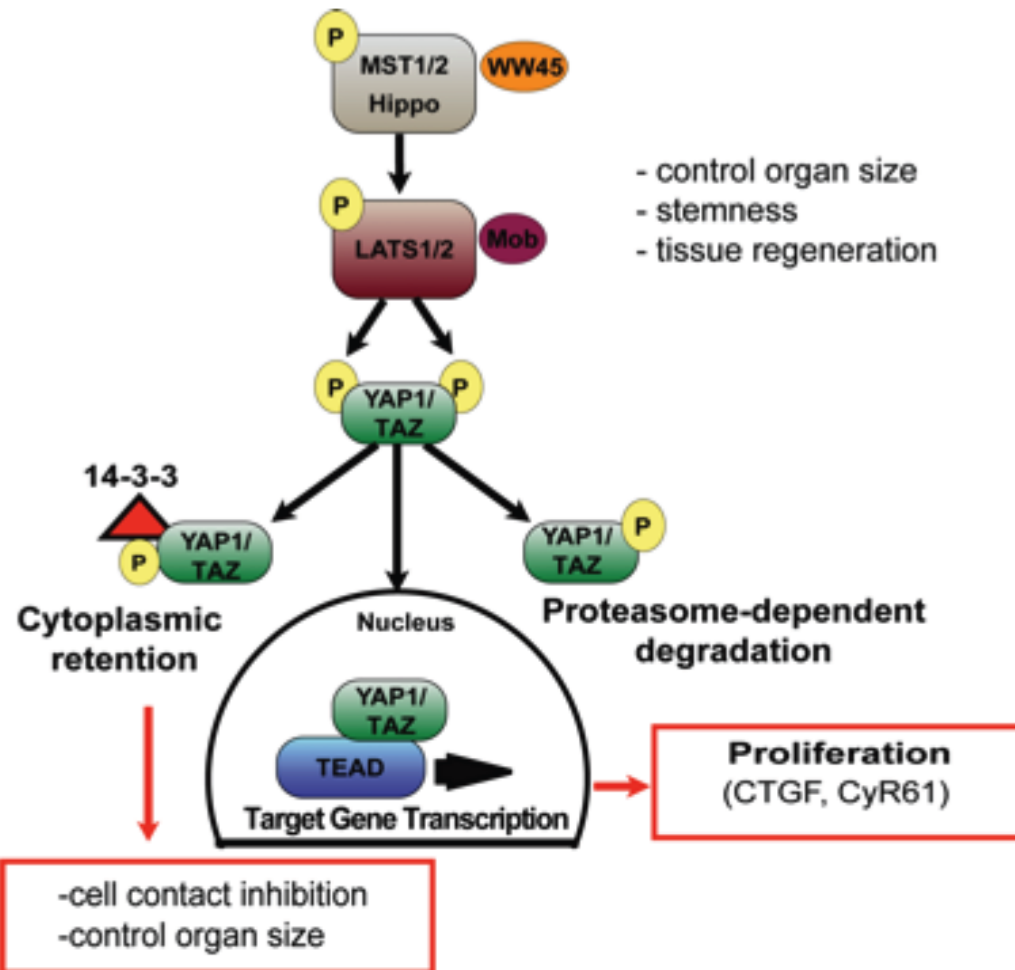 P
MST1/2
Hippo
WW45
P
LATS1/2
Mob
- control organ size
- stemness
- tissue regeneration
P
P
YAP1/
TAZ
14-3-3
P
YAP1/
TAZ
YAP1/
TAZ
P
Cytoplasmic
retention
Proteasome-dependent
degradation
Nucleus
YAP1/
TAZ
TEAD
Target Gene Transcription
Proliferation
(CTGF, CyR61)
-cell contact inhibition
-control organ size